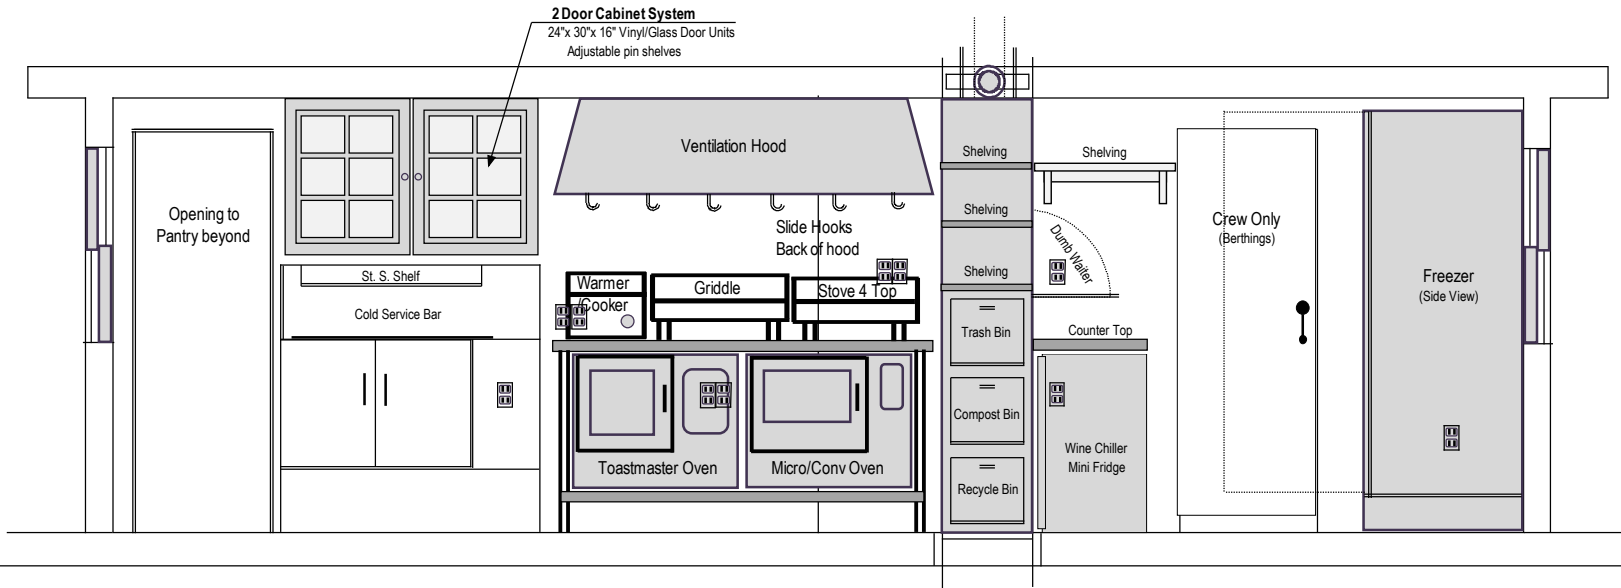 2 Door Cabinet System
24"x 30"x 16" Vinyl/Glass Door Units
Adjustable pin shelves
Opening to
Pantry beyond
St. S. Shelf
Cold Service Bar
Ventilation Hood
Slide Hooks
Back of hood
Warmer
/Cooker
Griddle
Stove 4 Top
Toastmaster Oven
Micro/Conv Oven
Shelving
Shelving
Shelving
Trash Bin
Compost Bin
Recycle Bin
Shelving
Dumb Waiter
Counter Top
Wine Chiller
Mini Fridge
Crew Only
(Berthings)
Freezer
(Side View)